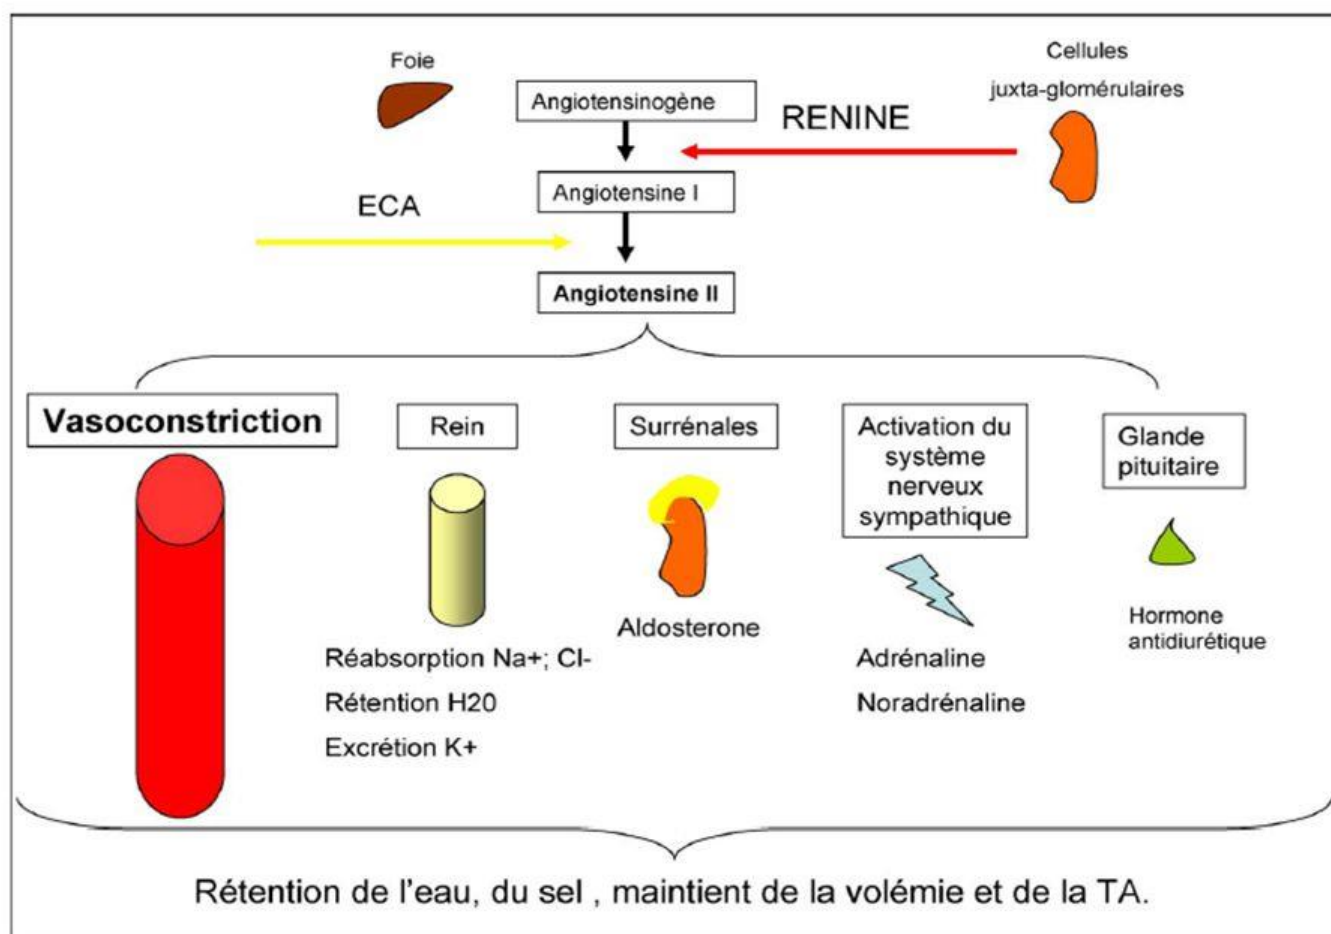 Foie
Cellules
juxta-glomérulaires
Angiotensinogène
RENINE
Angiotensine I
ECA
Angiotensine II
Vasoconstriction
Rein
Surrénales
Activation du
système
nerveux
sympathique
Glande
pituitaire
Aldosterone
Hormone
antidiurétique
Réabsorption Na+; Cl-
Rétention H20
Excrétion K+
Adrénaline
Noradrénaline
Rétention de l'eau, du sel , maintient de la volémie et de la TA.